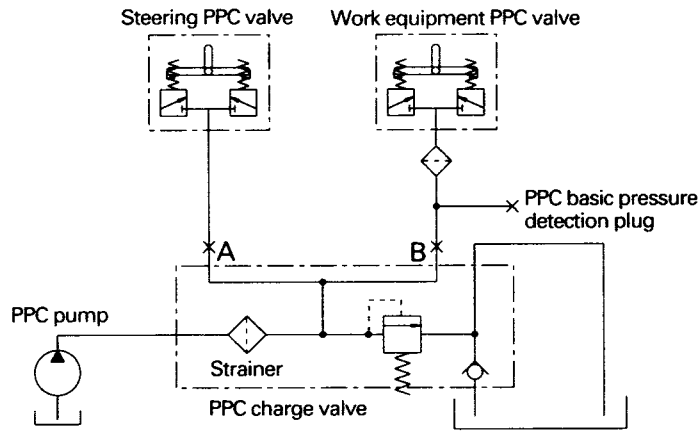 Steering PPC valve
Work equipment PPC valve
PPC basic pressure
detection plug
A
B
PPC pump
Strainer
PPC charge valve